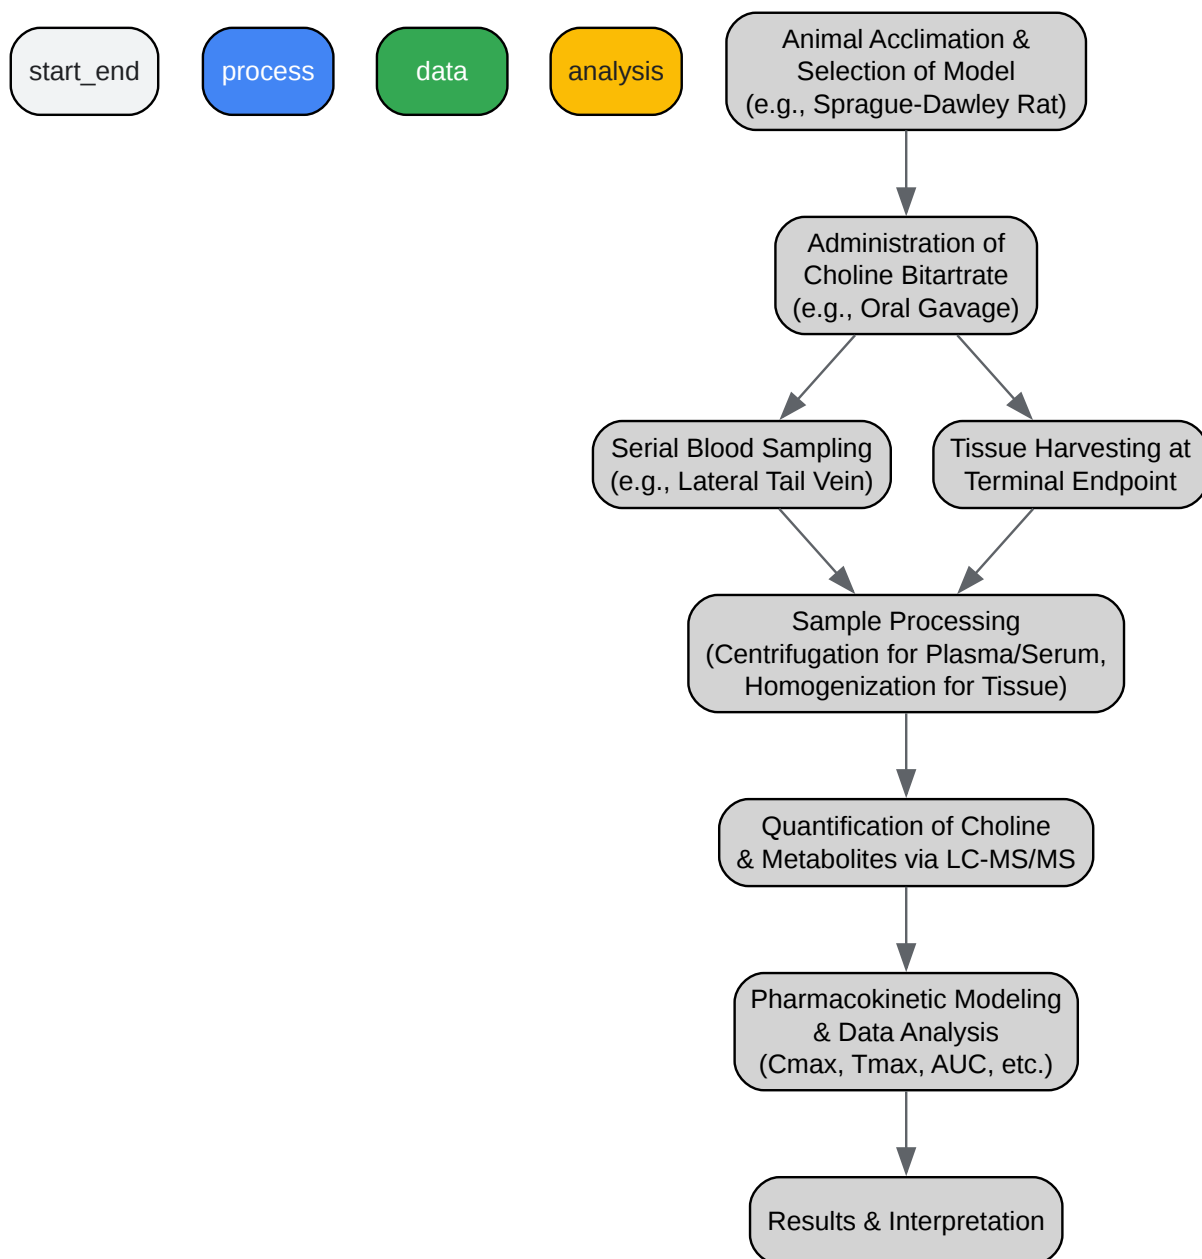 start_end
process
data
analysis
Animal Acclimation &
Selection of Model
(e.g., Sprague-Dawley Rat)
Administration of
Choline Bitartrate
(e.g., Oral Gavage)
Serial Blood Sampling
(e.g., Lateral Tail Vein)
Tissue Harvesting at
Terminal Endpoint
Sample Processing
(Centrifugation for Plasma/Serum,
Homogenization for Tissue)
Quantification of Choline
& Metabolites via LC-MS/MS
Pharmacokinetic Modeling
& Data Analysis
(Cmax, Tmax, AUC, etc.)
Results & Interpretation